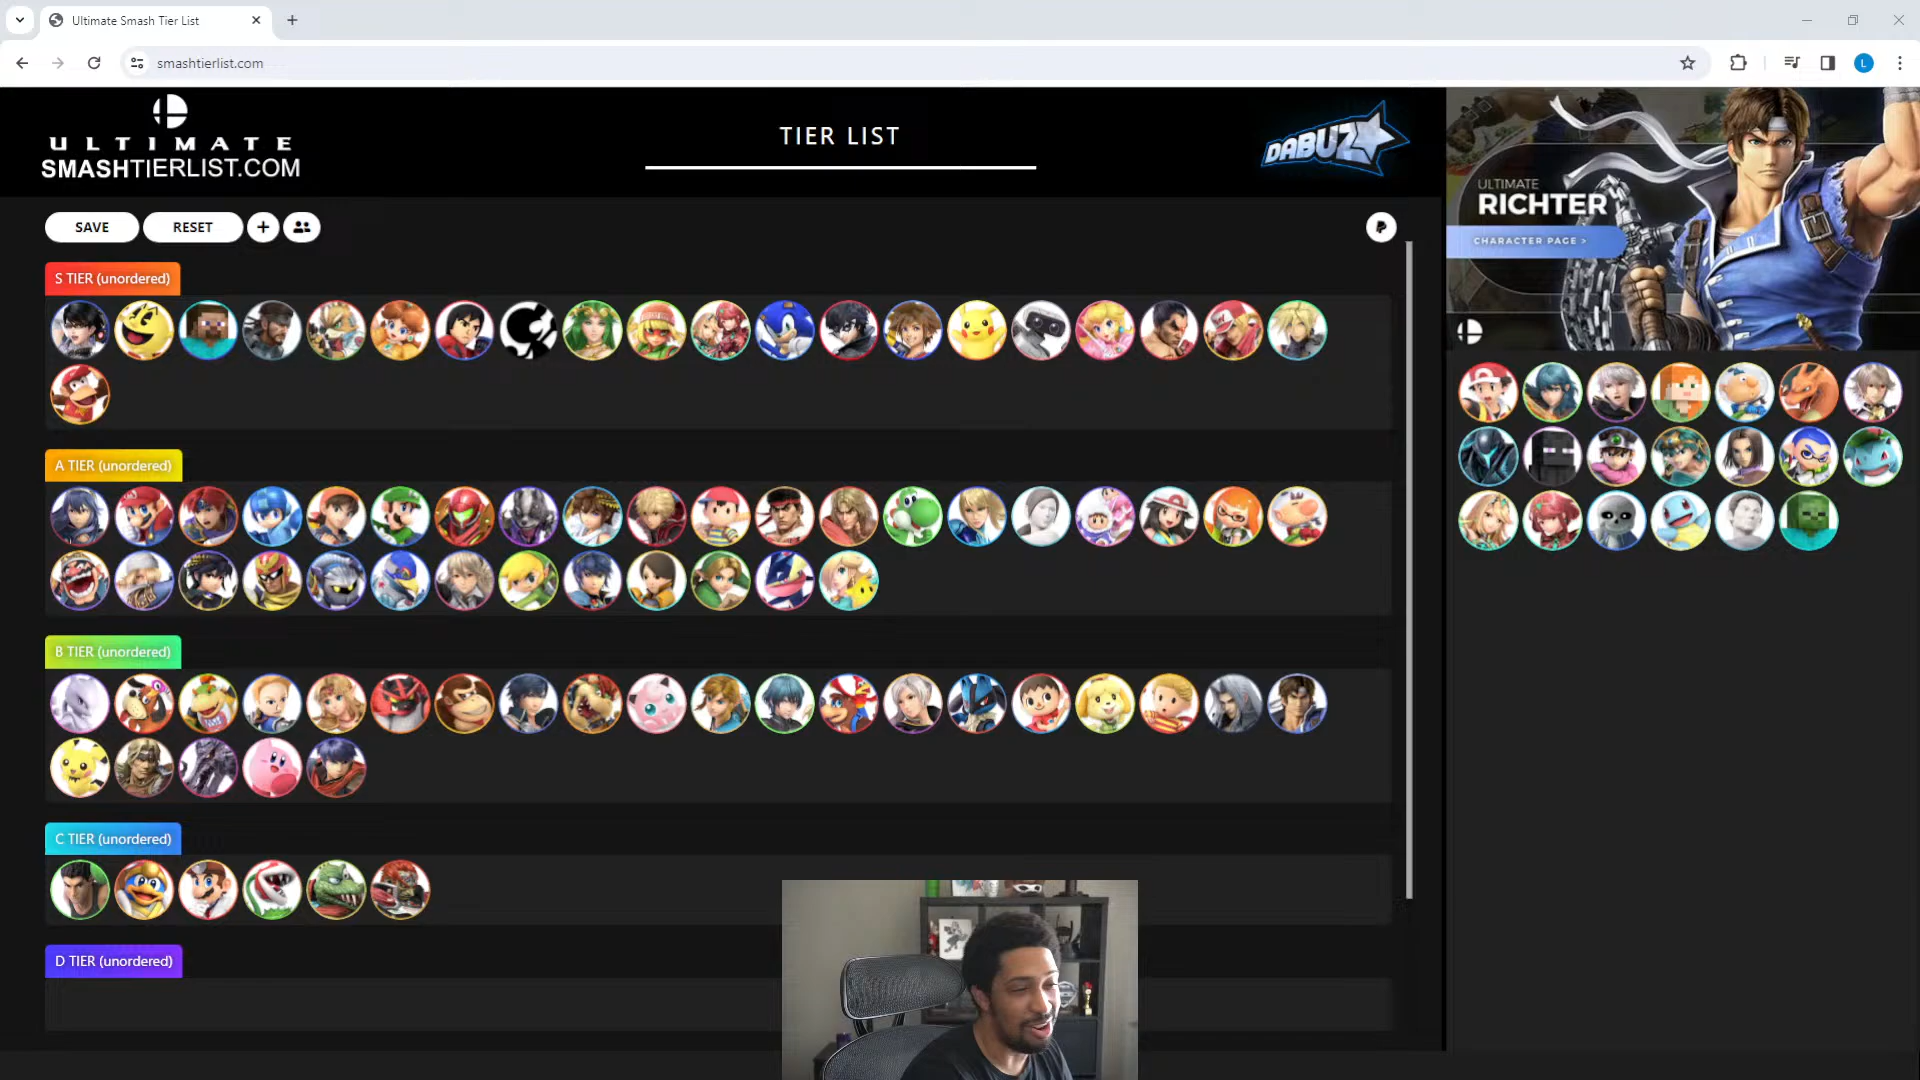 Ultimate Smash Tier List
smashtierlist.com
L
ULTIMATE
SMASHTIERLIST.COM
TIER LIST
DABUZ
ULTIMATE
RICHTER
CHARACTER PAGE >
SAVE
RESET
S TIER (unordered)
A TIER (unordered)
B TIER (unordered)
C TIER (unordered)
D TIER (unordered)